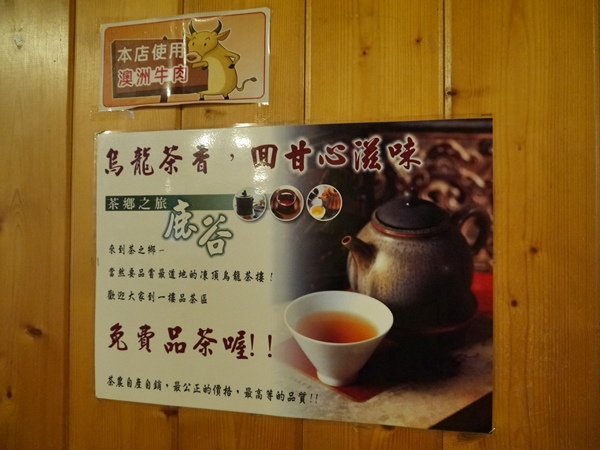 本店使用
澳洲牛肉
烏龍茶香，回甘心滋味
茶鄉之旅
鹿谷
來到茶之鄉－
當然要品嘗最道地的凍頂烏龍茶樓！
歡迎大家到一樓品茶區
免費品茶喔！！
茶農自產自銷，最公正的價格，最高等的品質！！